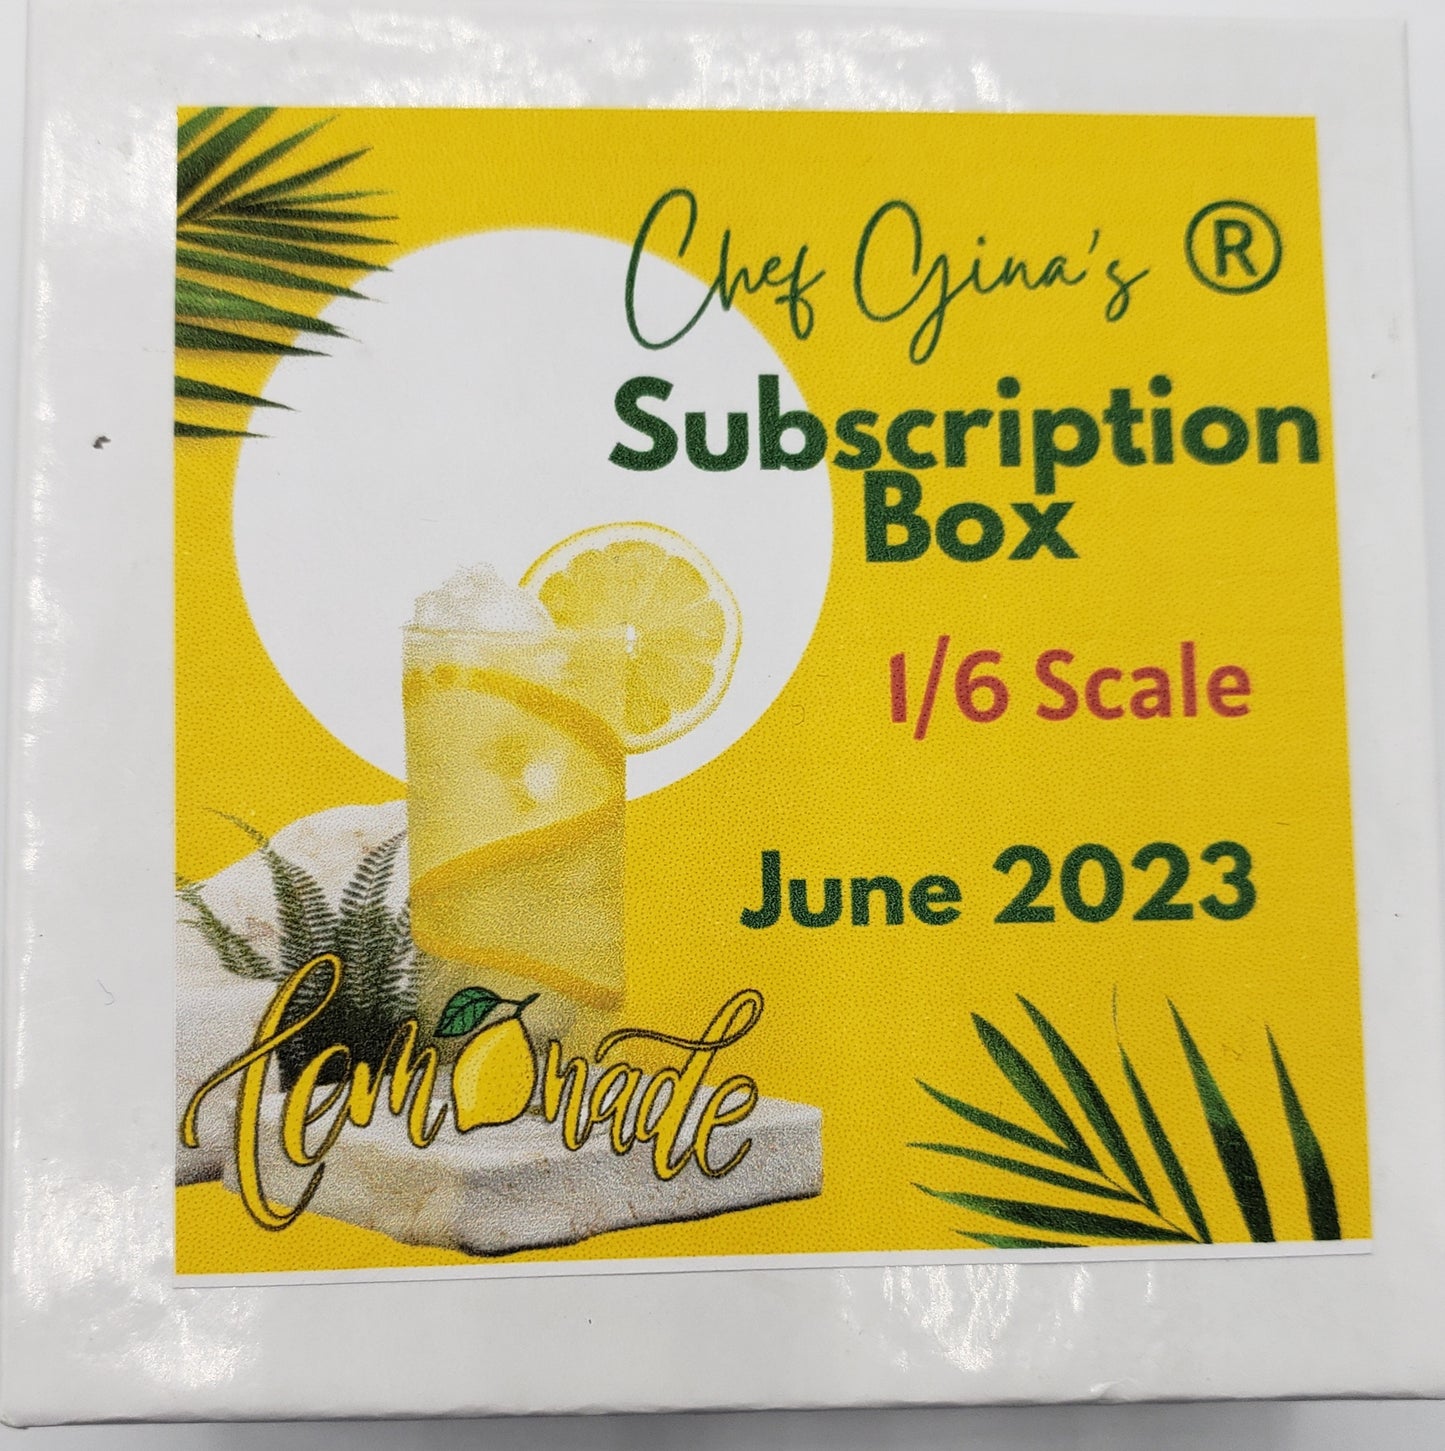 Chef Gina's ®
Subscription
Box
1/6 Scale
June 2023
Lemonade